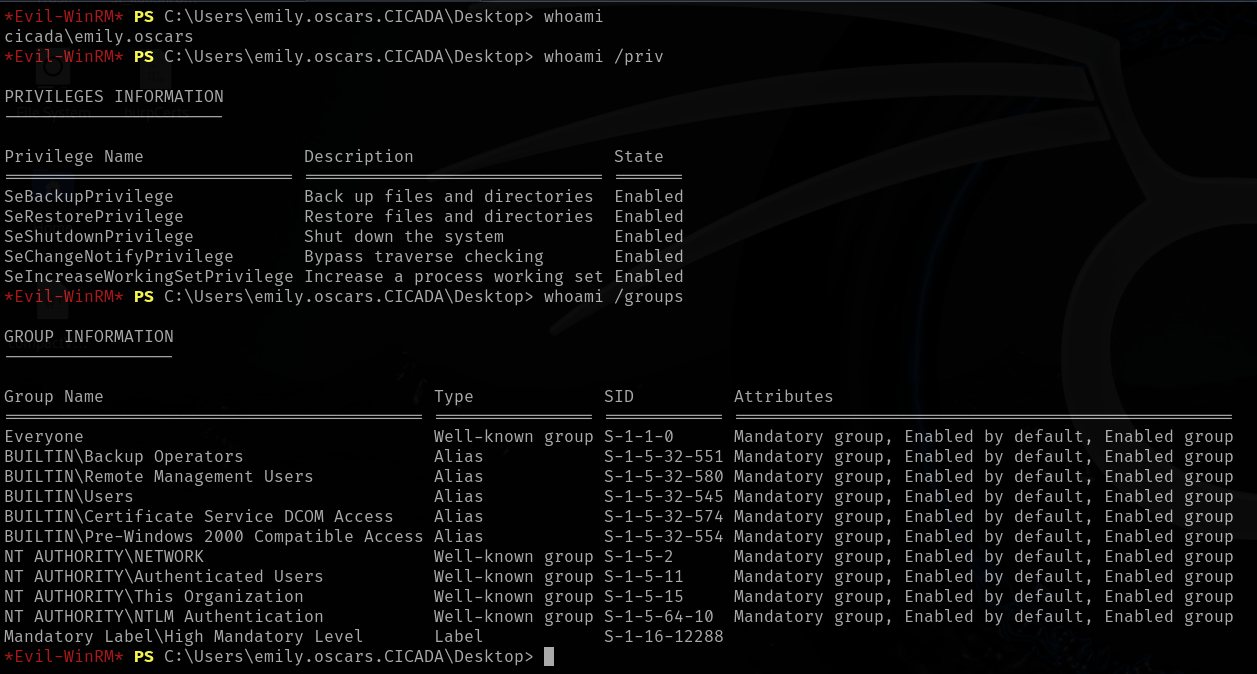 *Evil-WinRM* PS C:\Users\emily.oscars.CICADA\Desktop> whoami
cicada\emily.oscars
*Evil-WinRM* PS C:\Users\emily.oscars.CICADA\Desktop> whoami /priv
PRIVILEGES INFORMATION
Privilege Name Description State
SeBackupPrivilege Back up files and directories Enabled
SeRestorePrivilege Restore files and directories Enabled
SeShutdownPrivilege Shut down the system Enabled
SeChangeNotifyPrivilege Bypass traverse checking Enabled
SeIncreaseWorkingSetPrivilege Increase a process working set Enabled
*Evil-WinRM* PS C:\Users\emily.oscars.CICADA\Desktop> whoami /groups
GROUP INFORMATION
Group Name Type SID Attributes
Everyone Well-known group S-1-1-0 Mandatory group, Enabled by default, Enabled group
BUILTIN\Backup Operators Alias S-1-5-32-551 Mandatory group, Enabled by default, Enabled group
BUILTIN\Remote Management Users Alias S-1-5-32-580 Mandatory group, Enabled by default, Enabled group
BUILTIN\Users Alias S-1-5-32-545 Mandatory group, Enabled by default, Enabled group
BUILTIN\Certificate Service DCOM Access Alias S-1-5-32-574 Mandatory group, Enabled by default, Enabled group
BUILTIN\Pre-Windows 2000 Compatible Access Alias S-1-5-32-554 Mandatory group, Enabled by default, Enabled group
NT AUTHORITY\NETWORK Well-known group S-1-5-2 Mandatory group, Enabled by default, Enabled group
NT AUTHORITY\Authenticated Users Well-known group S-1-5-11 Mandatory group, Enabled by default, Enabled group
NT AUTHORITY\This Organization Well-known group S-1-5-15 Mandatory group, Enabled by default, Enabled group
NT AUTHORITY\NTLM Authentication Well-known group S-1-5-64-10 Mandatory group, Enabled by default, Enabled group
Mandatory Label\High Mandatory Level Label S-1-16-12288
*Evil-WinRM* PS C:\Users\emily.oscars.CICADA\Desktop>